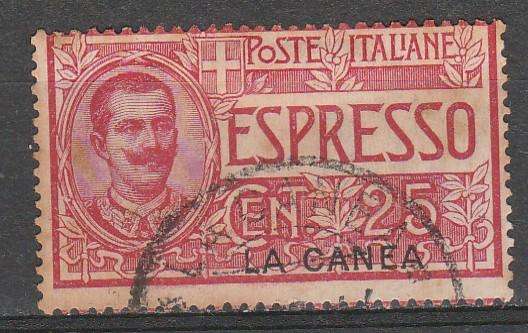 POSTE ITALIANE
ESPRESSO
CENT. 25
LA CANEA